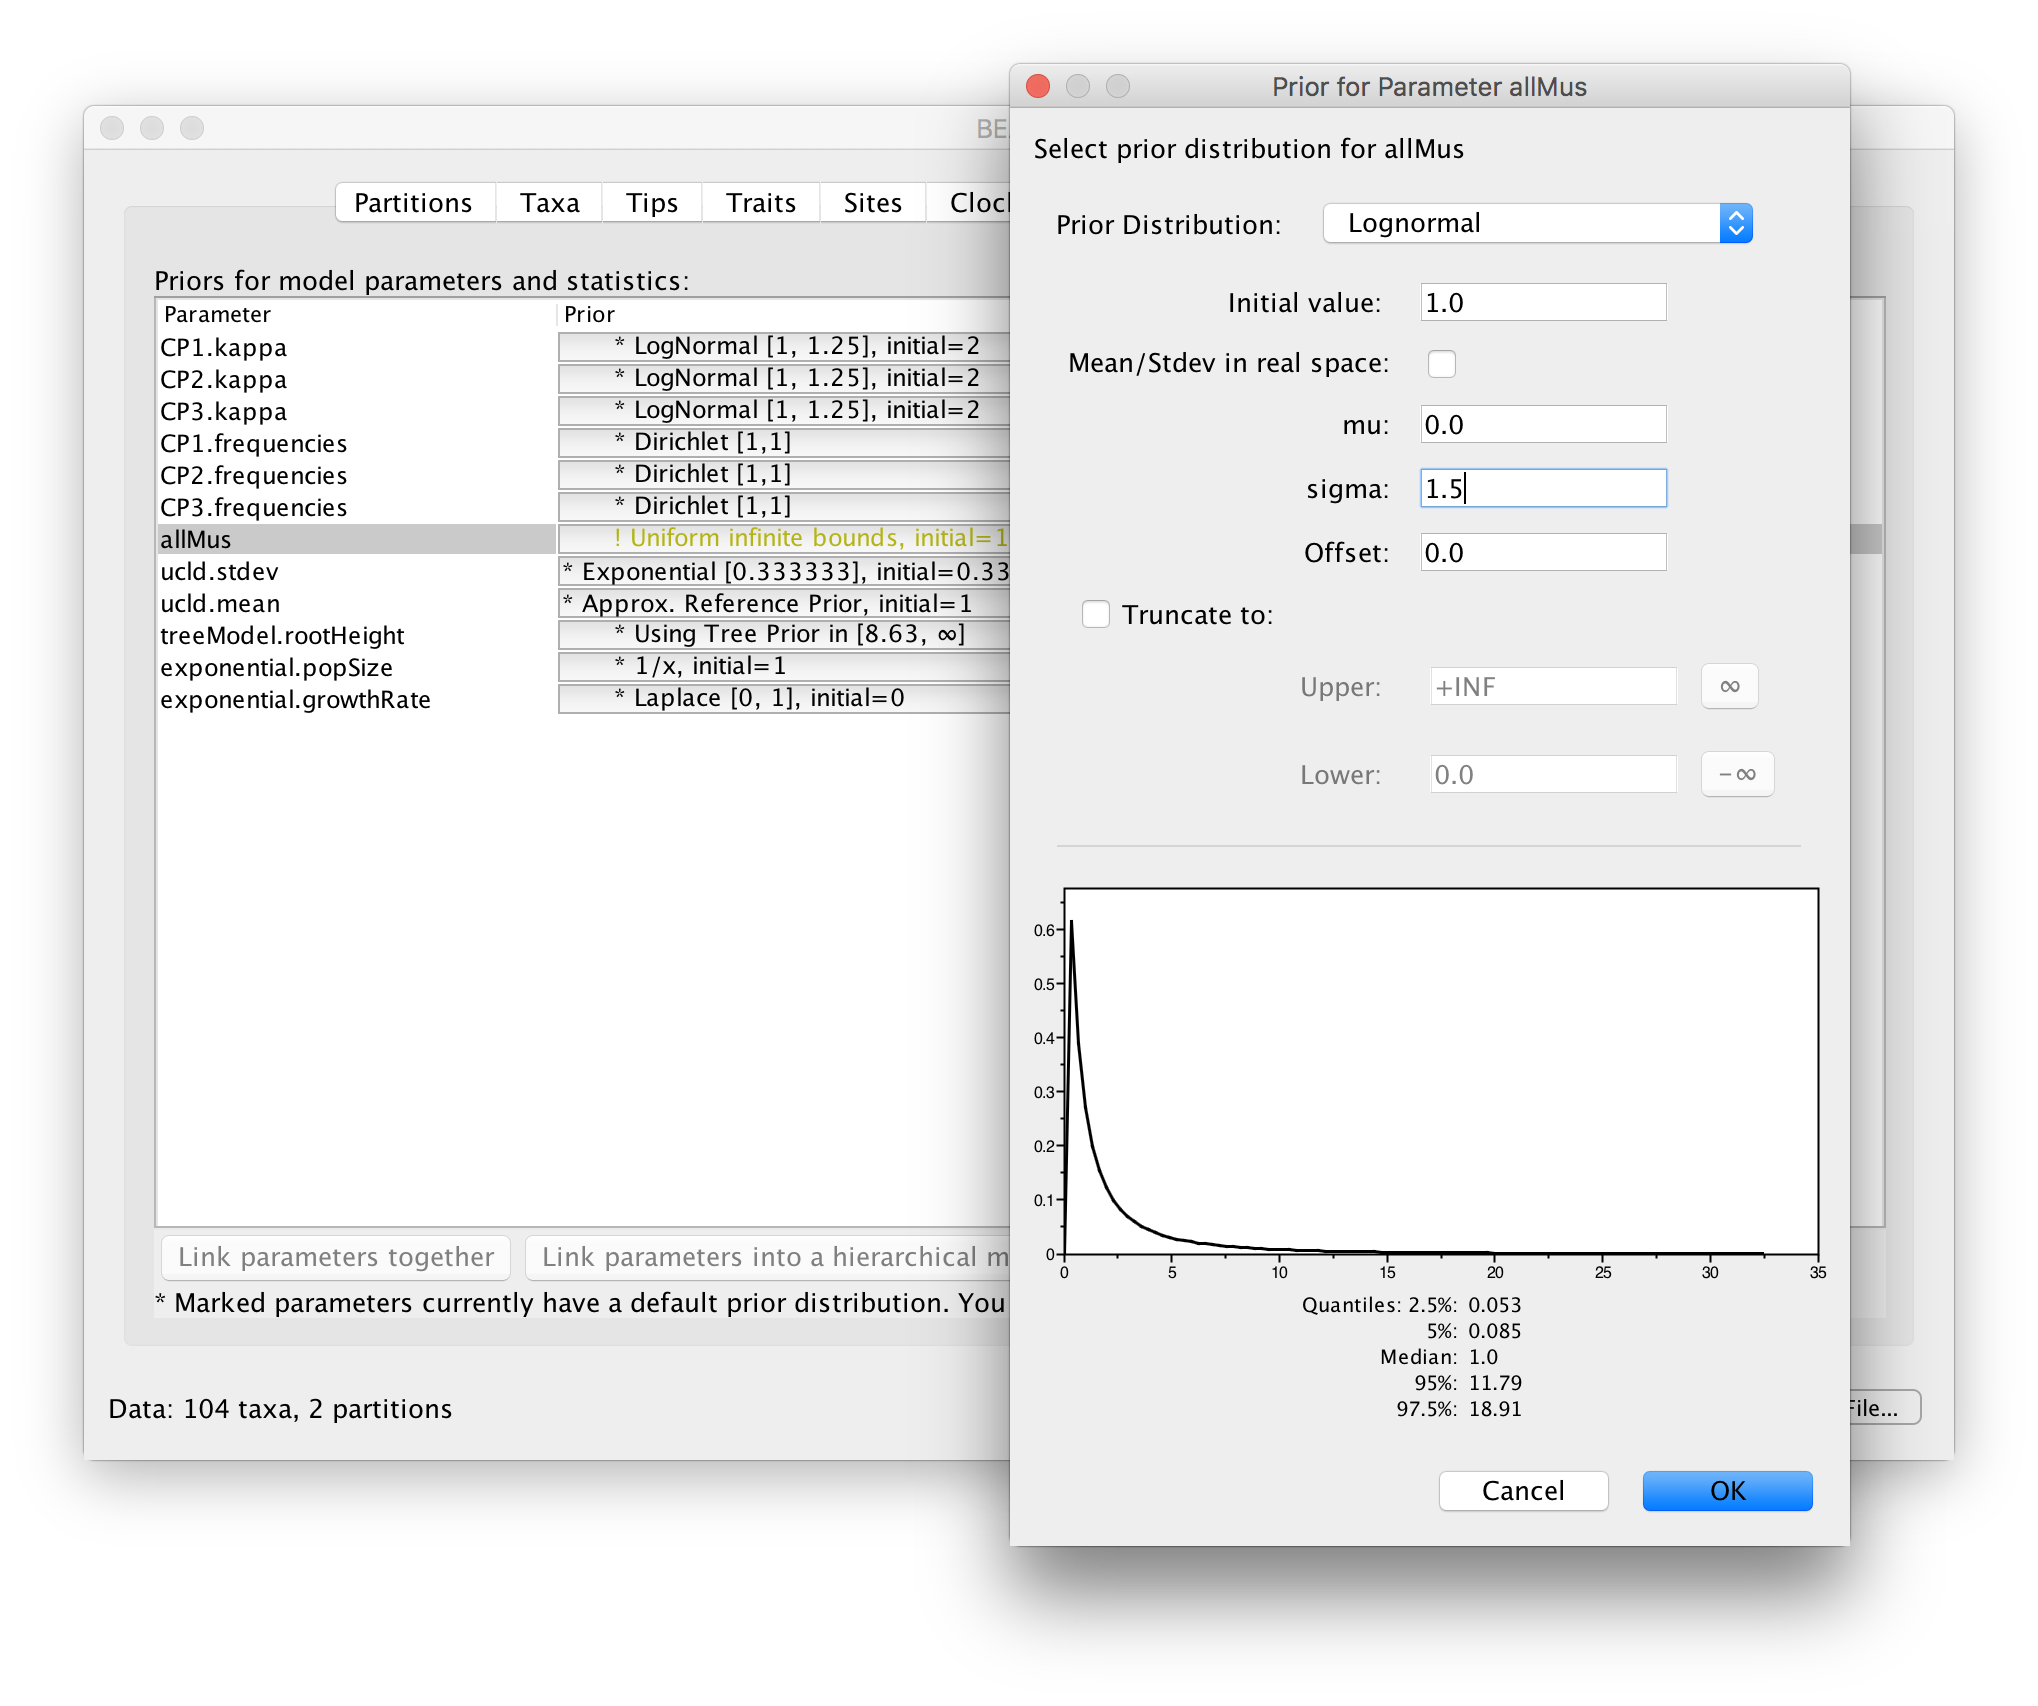 BE
Partitions Taxa Tips Traits Sites Cloc
Priors for model parameters and statistics:
Parameter Prior
CP1.kappa * LogNormal [1, 1.25], initial=2
CP2.kappa * LogNormal [1, 1.25], initial=2
CP3.kappa * LogNormal [1, 1.25], initial=2
CP1.frequencies * Dirichlet [1,1]
CP2.frequencies * Dirichlet [1,1]
CP3.frequencies * Dirichlet [1,1]
allMus ! Uniform infinite bounds, initial=1
ucld.stdev * Exponential [0.333333], initial=0.33
ucld.mean * Approx. Reference Prior, initial=1
treeModel.rootHeight * Using Tree Prior in [8.63, ∞]
exponential.popSize * 1/x, initial=1
exponential.growthRate * Laplace [0, 1], initial=0
Link parameters together Link parameters into a hierarchical m
* Marked parameters currently have a default prior distribution. You
Data: 104 taxa, 2 partitions
File...
Prior for Parameter allMus
Select prior distribution for allMus
Prior Distribution: Lognormal
Initial value: 1.0
Mean/Stdev in real space:
mu: 0.0
sigma: 1.5
Offset: 0.0
Truncate to:
Upper: +INF ∞
Lower: 0.0 -∞
0.6
0.5
0.4
0.3
0.2
0.1
0
0 5 10 15 20 25 30 35
Quantiles: 2.5%: 0.053
5%: 0.085
Median: 1.0
95%: 11.79
97.5%: 18.91
Cancel OK